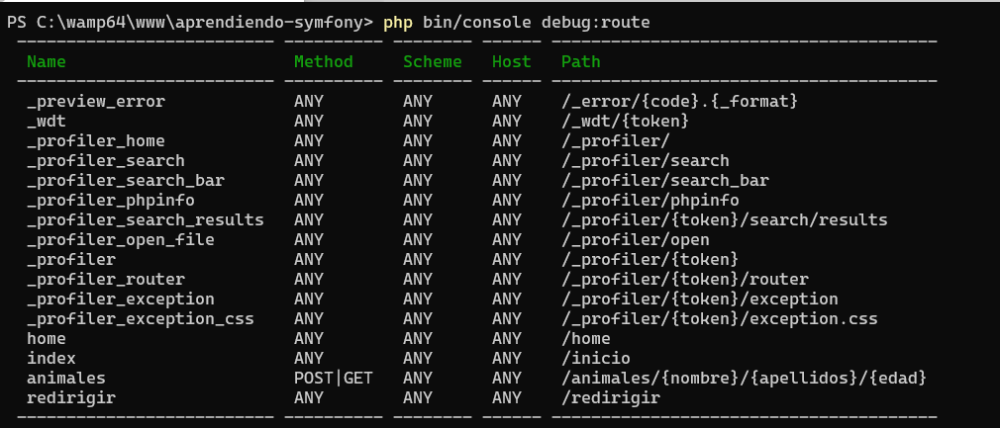 PS C:\wamp64\www\aprendiendo-symfony> php bin/console debug:route
-------------------------- ---------- -------- ------ --------------------------------------
Name Method Scheme Host Path
-------------------------- ---------- -------- ------ --------------------------------------
_preview_error ANY ANY ANY /_error/{code}.{_format}
_wdt ANY ANY ANY /_wdt/{token}
_profiler_home ANY ANY ANY /_profiler/
_profiler_search ANY ANY ANY /_profiler/search
_profiler_search_bar ANY ANY ANY /_profiler/search_bar
_profiler_phpinfo ANY ANY ANY /_profiler/phpinfo
_profiler_search_results ANY ANY ANY /_profiler/{token}/search/results
_profiler_open_file ANY ANY ANY /_profiler/open
_profiler ANY ANY ANY /_profiler/{token}
_profiler_router ANY ANY ANY /_profiler/{token}/router
_profiler_exception ANY ANY ANY /_profiler/{token}/exception
_profiler_exception_css ANY ANY ANY /_profiler/{token}/exception.css
home ANY ANY ANY /home
index ANY ANY ANY /inicio
animales POST|GET ANY ANY /animales/{nombre}/{apellidos}/{edad}
redirigir ANY ANY ANY /redirigir
-------------------------- ---------- -------- ------ --------------------------------------